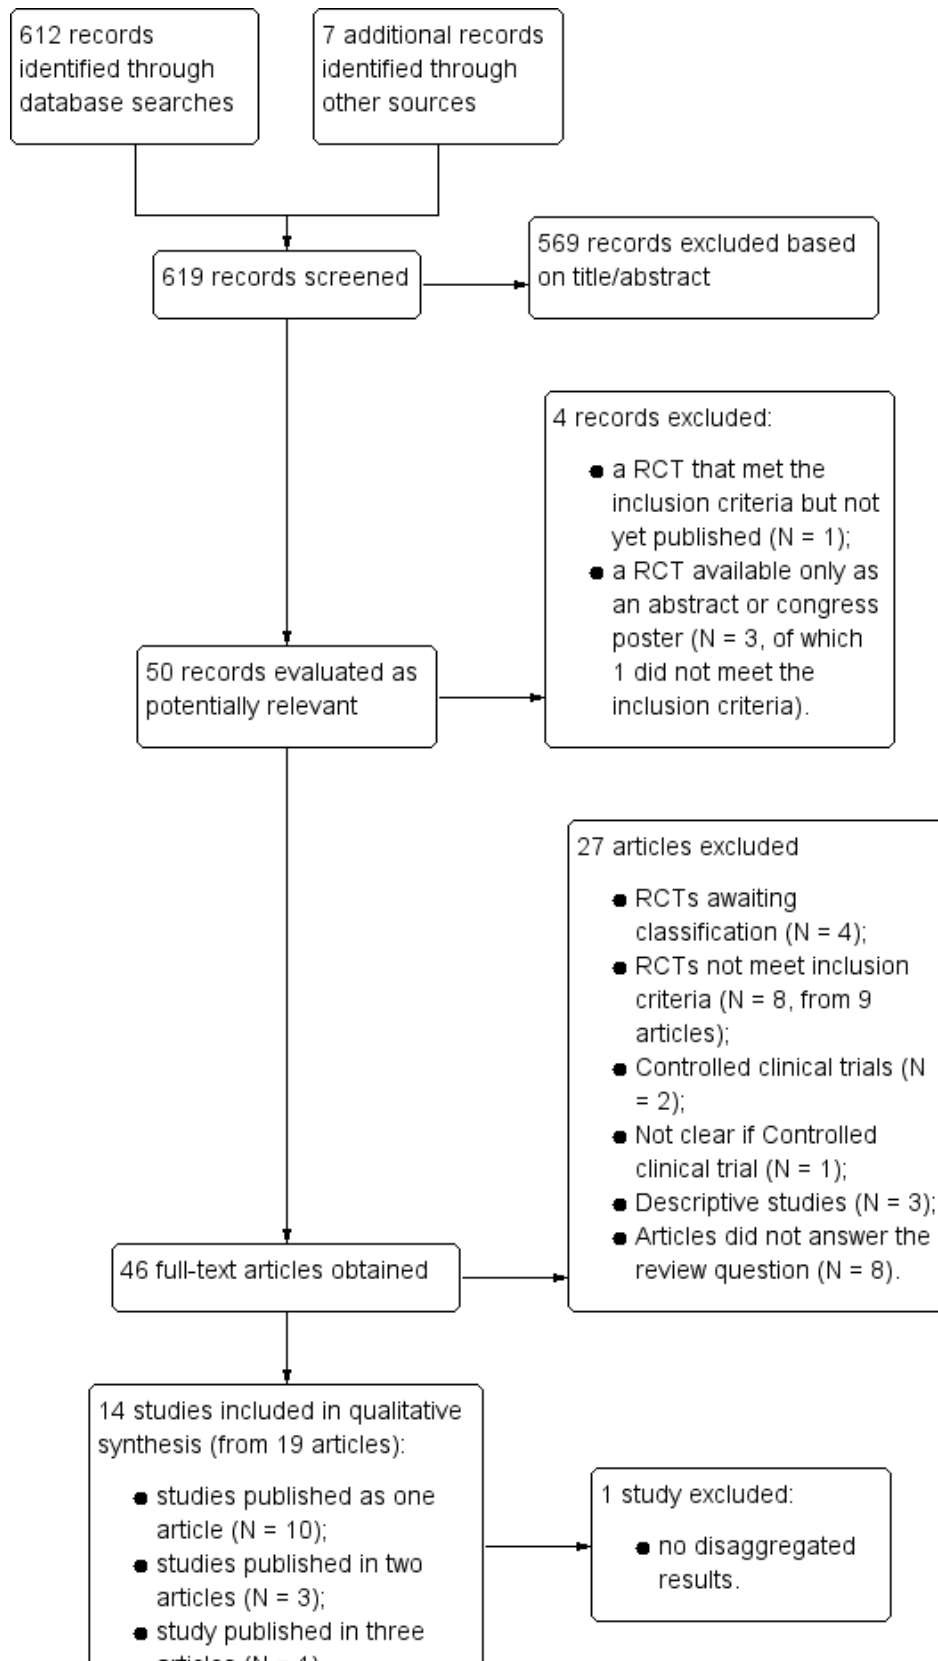 612 records
identified through
database searches
7 additional records
identified through
other sources
619 records screened
569 records excluded based
on title/abstract
4 records excluded:
● a RCT that met the
inclusion criteria but not
yet published (N = 1);
● a RCT available only as
an abstract or congress
poster (N = 3, of which
1 did not meet the
inclusion criteria).
50 records evaluated as
potentially relevant
27 articles excluded
● RCTs awaiting
classification (N = 4);
● RCTs not meet inclusion
criteria (N = 8, from 9
articles);
● Controlled clinical trials (N
= 2);
● Not clear if Controlled
clinical trial (N = 1);
● Descriptive studies (N = 3);
● Articles did not answer the
review question (N = 8).
46 full-text articles obtained
14 studies included in qualitative
synthesis (from 19 articles):
● studies published as one
article (N = 10);
● studies published in two
articles (N = 3);
● study published in three
articles (N = 1)
1 study excluded:
● no disaggregated
results.